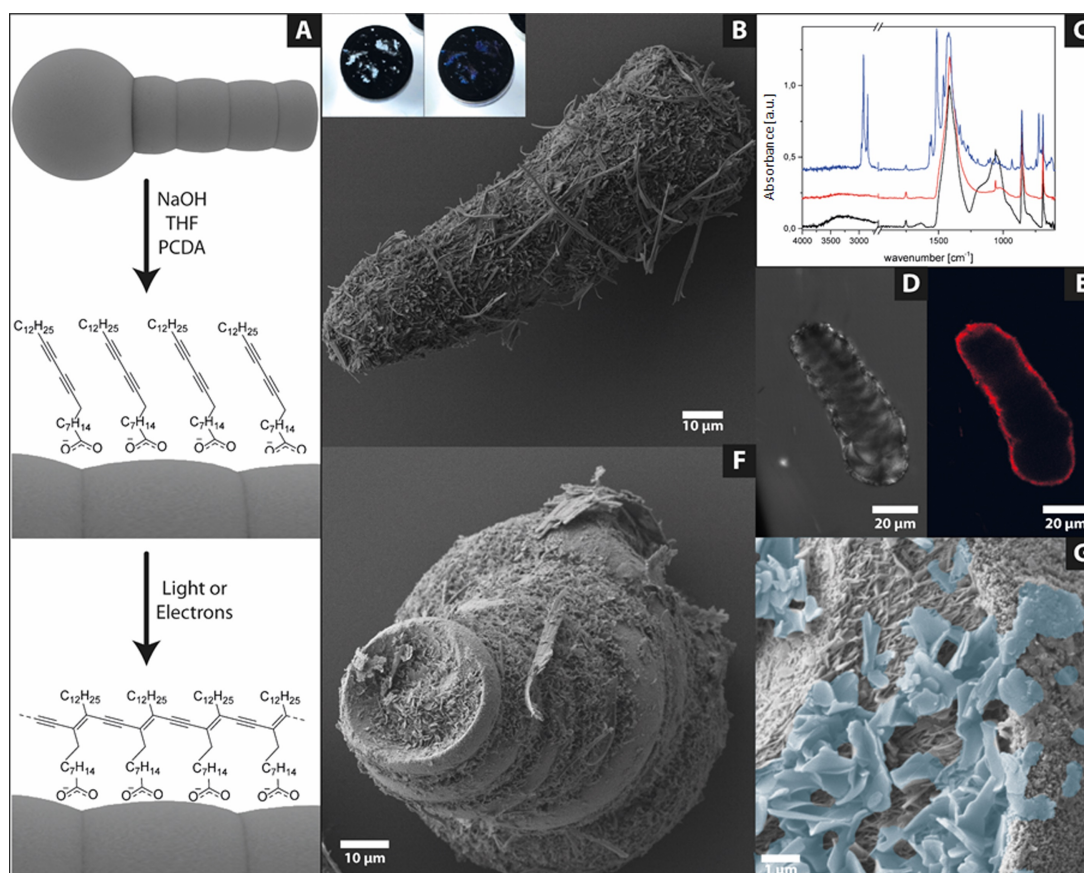 A
NaOH
THF
PCDA
C12H25 C12H25 C12H25 C12H25
C7H14 C7H14 C7H14 C7H14
-O O -O O -O O -O O
Light or
Electrons
C12H25 C12H25 C12H25 C12H25
C7H14 C7H14 C7H14 C7H14
O- O O- O O- O O- O
B
10 µm
C
Absorbance [a.u.]
1,0
0,5
0,0
4000 3500 3000 1500 1000
wavenumber [cm-1]
D
20 µm
E
20 µm
F
10 µm
G
1 µm